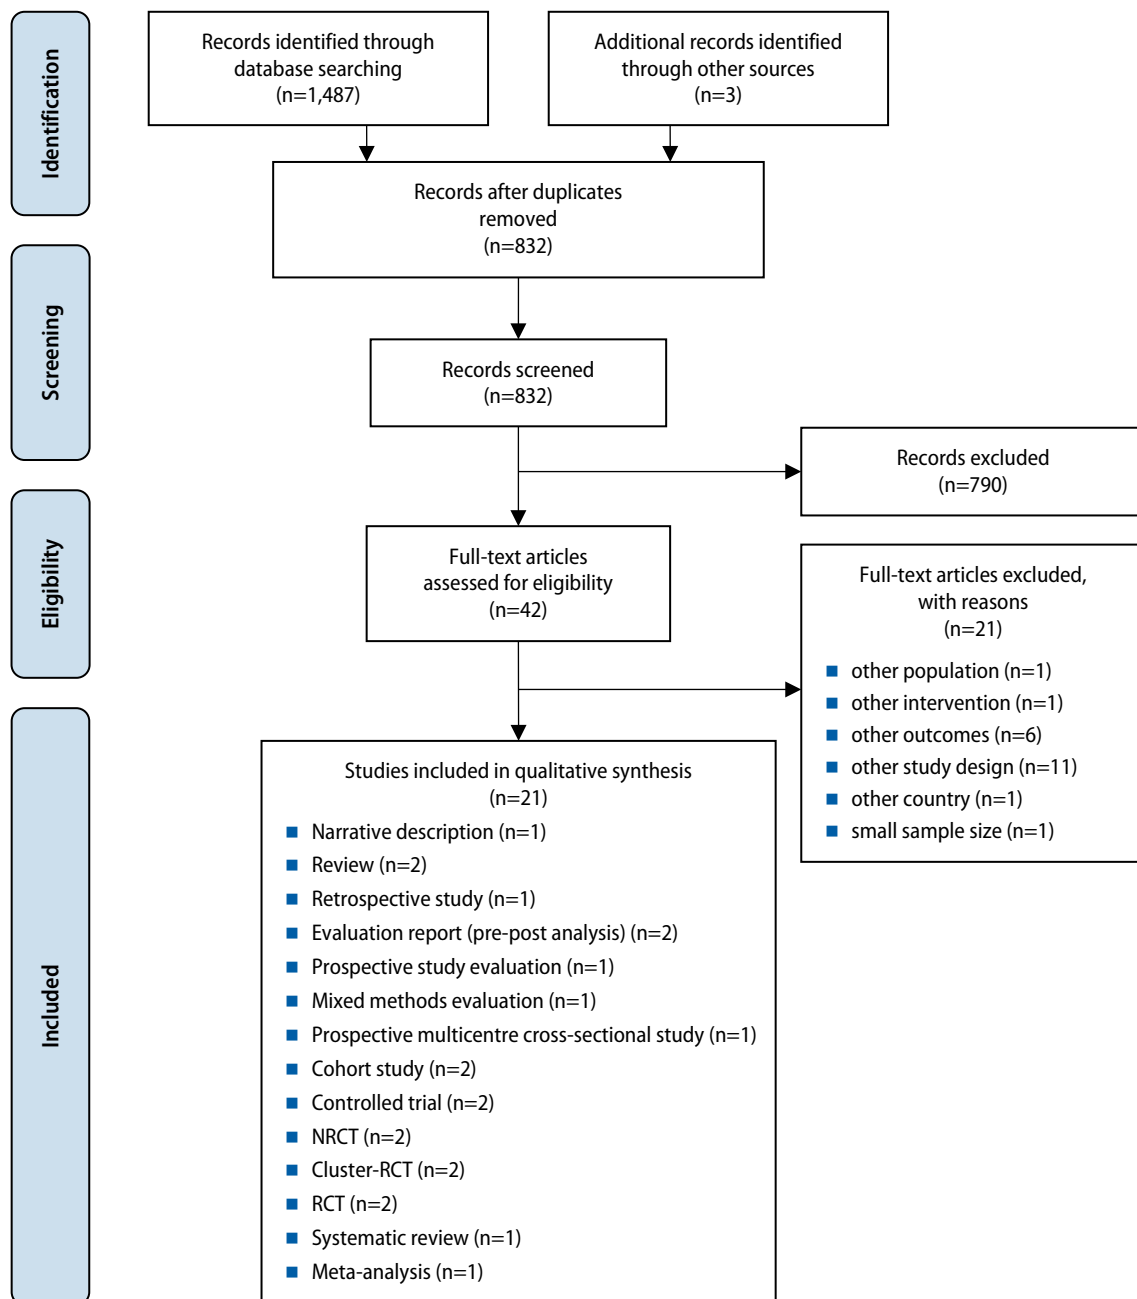 Identification
Records identified through
database searching
(n=1,487)
Additional records identified
through other sources
(n=3)
Records after duplicates
removed
(n=832)
Screening
Records screened
(n=832)
Records excluded
(n=790)
Eligibility
Full-text articles
assessed for eligibility
(n=42)
Full-text articles excluded,
with reasons
(n=21)
other population (n=1)
other intervention (n=1)
other outcomes (n=6)
other study design (n=11)
other country (n=1)
small sample size (n=1)
Included
Studies included in qualitative synthesis
(n=21)
Narrative description (n=1)
Review (n=2)
Retrospective study (n=1)
Evaluation report (pre-post analysis) (n=2)
Prospective study evaluation (n=1)
Mixed methods evaluation (n=1)
Prospective multicentre cross-sectional study (n=1)
Cohort study (n=2)
Controlled trial (n=2)
NRCT (n=2)
Cluster-RCT (n=2)
RCT (n=2)
Systematic review (n=1)
Meta-analysis (n=1)